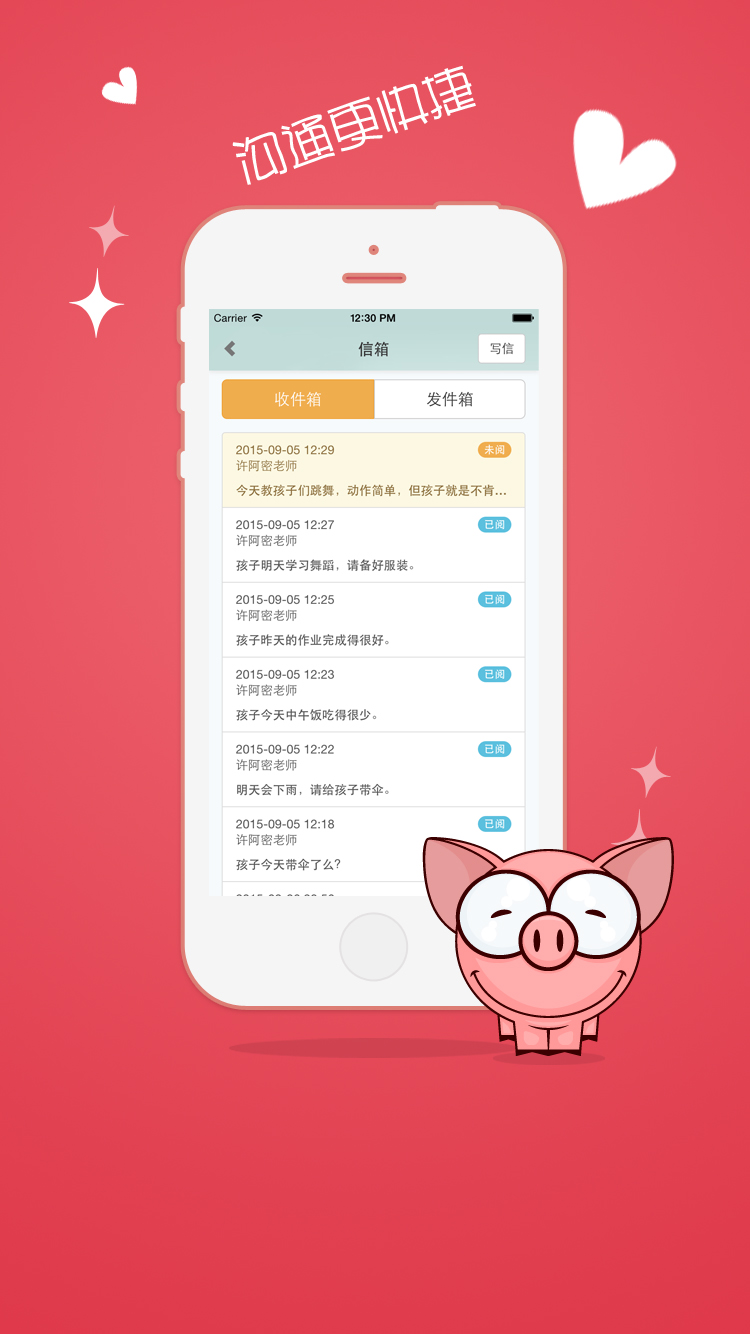 沟通更快捷
Carrier 12:30 PM
信箱 写信
收件箱 发件箱
2015-09-05 12:29 未阅
许阿密老师
今天教孩子们跳舞，动作简单，但孩子就是不肯...
2015-09-05 12:27 已阅
许阿密老师
孩子明天学习舞蹈，请备好服装。
2015-09-05 12:25 已阅
许阿密老师
孩子昨天的作业完成得很好。
2015-09-05 12:23 已阅
许阿密老师
孩子今天中午饭吃得很少。
2015-09-05 12:22 已阅
许阿密老师
明天会下雨，请给孩子带伞。
2015-09-05 12:18 已阅
许阿密老师
孩子今天带伞了么？